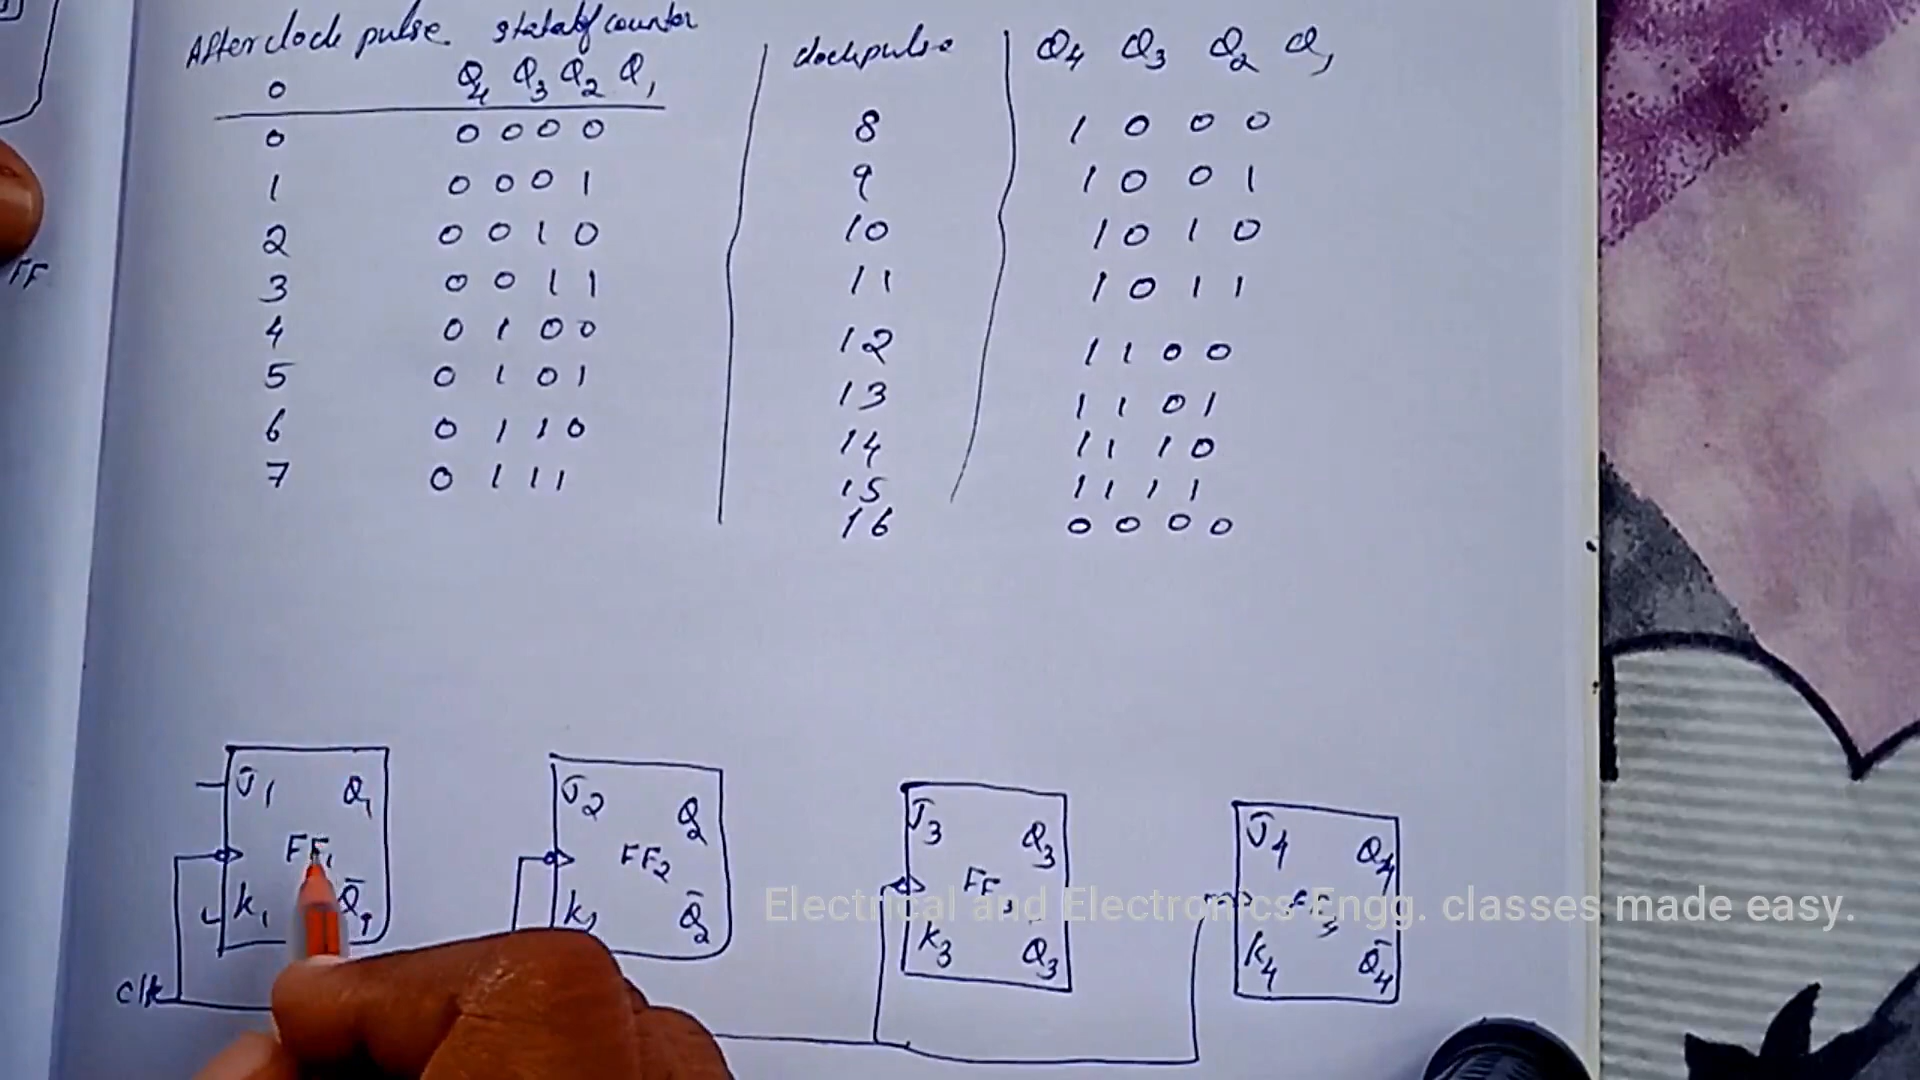 After clock pulse. State of counter
0 Q4 Q3 Q2 Q1
0 0 0 0 0
1 0 0 0 1
2 0 0 1 0
3 0 0 1 1
4 0 1 0 0
5 0 1 0 1
6 0 1 1 0
7 0 1 1 1
clock pulse Q4 Q3 Q2 Q1
8 1 0 0 0
9 1 0 0 1
10 1 0 1 0
11 1 0 1 1
12 1 1 0 0
13 1 1 0 1
14 1 1 1 0
15 1 1 1 1
16 0 0 0 0
FF
J1 Q1
FF1
K1 Q̄1
clk
J2 Q2
FF2
K2 Q̄2
J3 Q3
FF3
K3 Q̄3
J4 Q4
K4 Q̄4
Electrical and Electronics Engg. classes made easy.